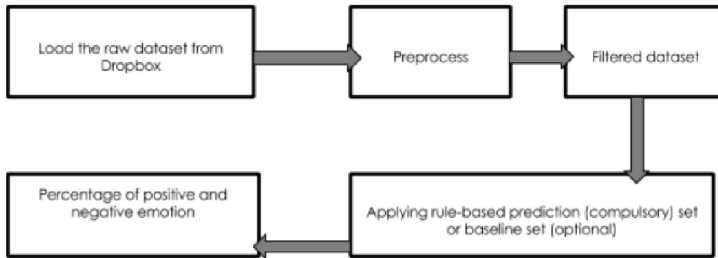 Load the raw dataset from
Dropbox
Preprocess
Filtered dataset
Applying rule-based prediction (compulsory) set
or baseline set (optional)
Percentage of positive and
negative emotion